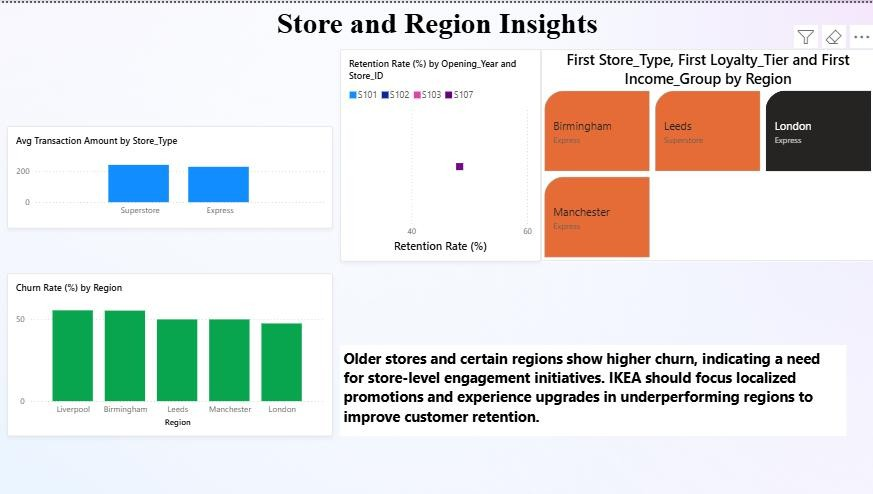 Store and Region Insights
Avg Transaction Amount by Store_Type
200
0
Superstore Express
Churn Rate (%) by Region
50
0
Liverpool Birmingham Leeds Manchester London
Region
Retention Rate (%) by Opening_Year and
Store_ID
S101 S102 S103 S107
40 60
Retention Rate (%)
First Store_Type, First Loyalty_Tier and First
Income_Group by Region
Birmingham
Express
Leeds
Superstore
London
Express
Manchester
Express
Older stores and certain regions show higher churn, indicating a need
for store-level engagement initiatives. IKEA should focus localized
promotions and experience upgrades in underperforming regions to
improve customer retention.